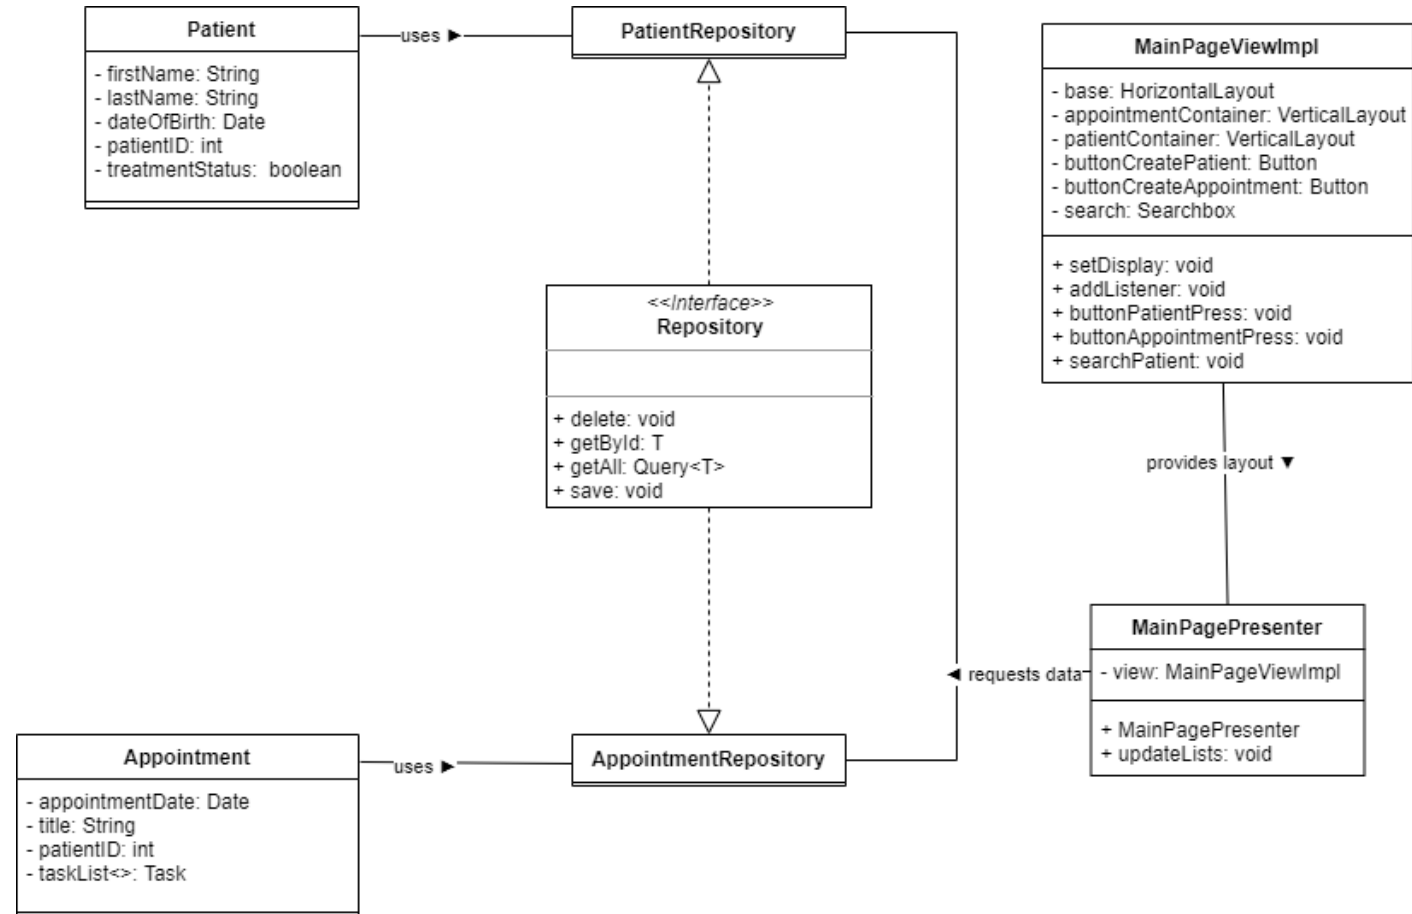 Patient
- firstName: String
- lastName: String
- dateOfBirth: Date
- patientID: int
- treatmentStatus:  boolean
uses ►
PatientRepository
MainPageViewImpl
- base: HorizontalLayout
- appointmentContainer: VerticalLayout
- patientContainer: VerticalLayout
- buttonCreatePatient: Button
- buttonCreateAppointment: Button
- search: Searchbox
+ setDisplay: void
+ addListener: void
+ buttonPatientPress: void
+ buttonAppointmentPress: void
+ searchPatient: void
<<Interface>>
Repository
+ delete: void
+ getById: T
+ getAll: Query<T>
+ save: void
provides layout ▼
MainPagePresenter
- view: MainPageViewImpl
+ MainPagePresenter
+ updateLists: void
◄ requests data
Appointment
- appointmentDate: Date
- title: String
- patientID: int
- taskList<>: Task
uses ►
AppointmentRepository